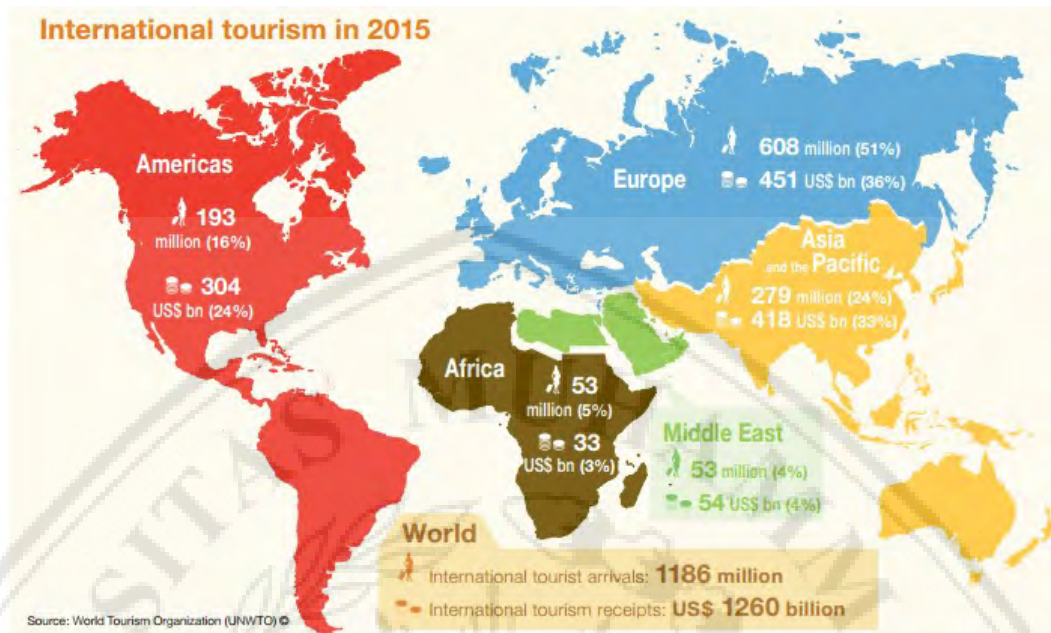 International tourism in 2015
Americas
193
million (16%)
304
US$ bn (24%)
Europe
608 million (51%)
451 US$ bn (36%)
Asia
and the Pacific
279 million (24%)
418 US$ bn (33%)
Africa
53
million (5%)
33
US$ bn (3%)
Middle East
53 million (4%)
54 US$ bn (4%)
World
International tourist arrivals: 1186 million
International tourism receipts: US$ 1260 billion
Source: World Tourism Organization (UNWTO) ©